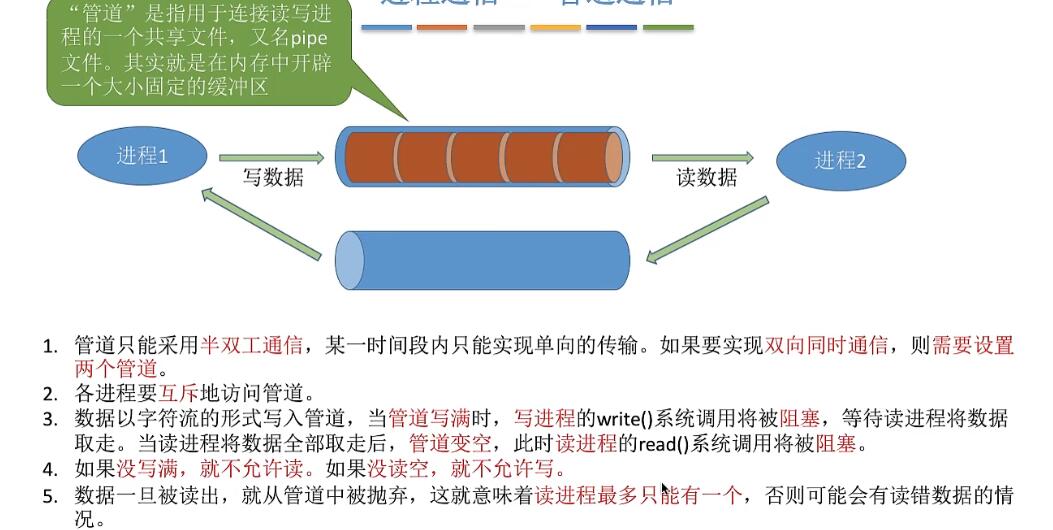 “管道”是指用于连接读写进
程的一个共享文件，又名pipe
文件。其实就是在内存中开辟
一个大小固定的缓冲区
进程1
写数据
读数据
进程2
1. 管道只能采用半双工通信，某一时间段内只能实现单向的传输。如果要实现双向同时通信，则需要设置
两个管道。
2. 各进程要互斥地访问管道。
3. 数据以字符流的形式写入管道，当管道写满时，写进程的write()系统调用将被阻塞，等待读进程将数据
取走。当读进程将数据全部取走后，管道变空，此时读进程的read()系统调用将被阻塞。
4. 如果没写满，就不允许读。如果没读空，就不允许写。
5. 数据一旦被读出，就从管道中被抛弃，这就意味着读进程最多只能有一个，否则可能会有读错数据的情
况。